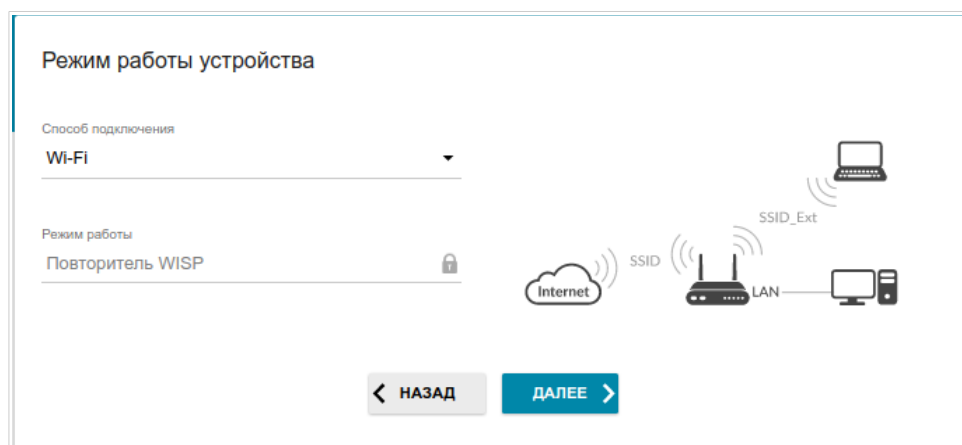 Режим работы устройства
Способ подключения
Wi-Fi
Режим работы
Повторитель WISP
SSID_Ext
SSID
Internet
LAN
НАЗАД
ДАЛЕЕ